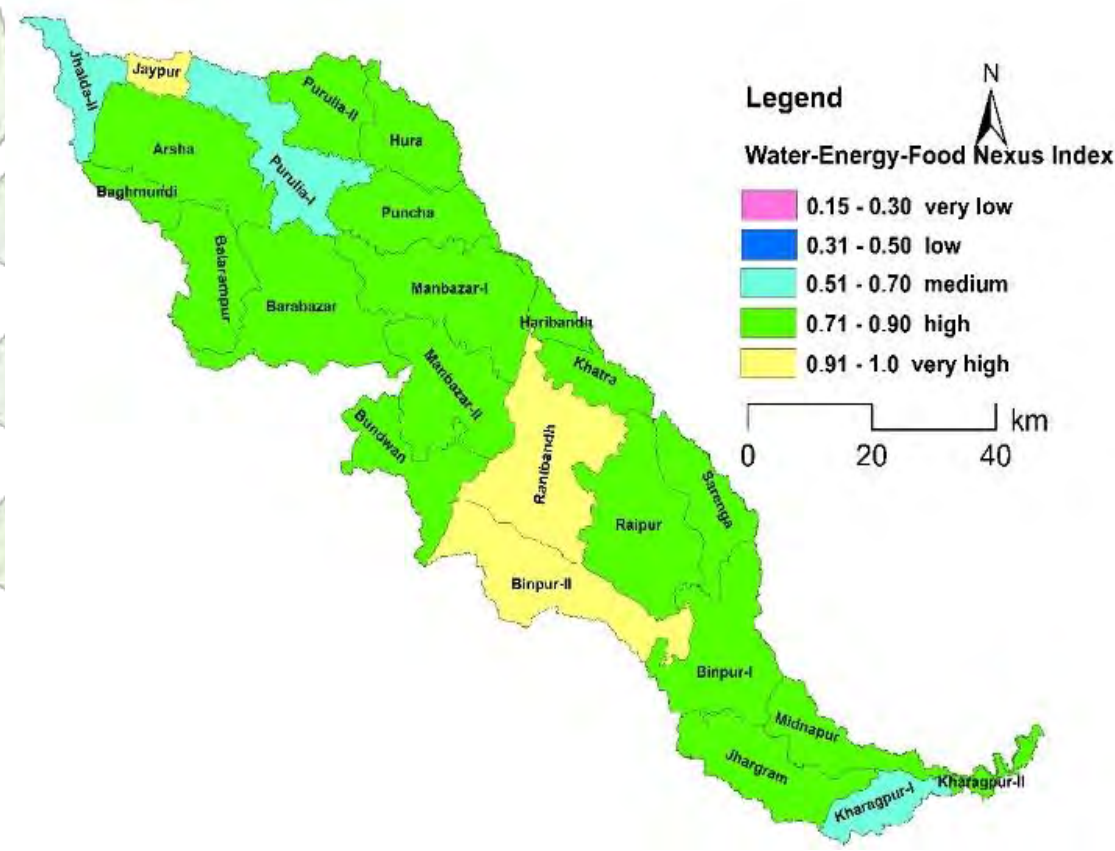 Jhalda-II
Jaypur
Purulia-II
Hura
Arsha
Purulia-I
Baghmundi
Puncha
Balarampur
Barabazar
Manbazar-I
Haribandh
Khatra
Manbazar-II
Bundwan
Ranibandh
Sarenga
Raipur
Binpur-II
Binpur-I
Midnapur
Jhargram
Kharagpur-I
Kharagpur-II
N
Legend
Water-Energy-Food Nexus Index
0.15 - 0.30 very low
0.31 - 0.50 low
0.51 - 0.70 medium
0.71 - 0.90 high
0.91 - 1.0 very high
km
0 20 40